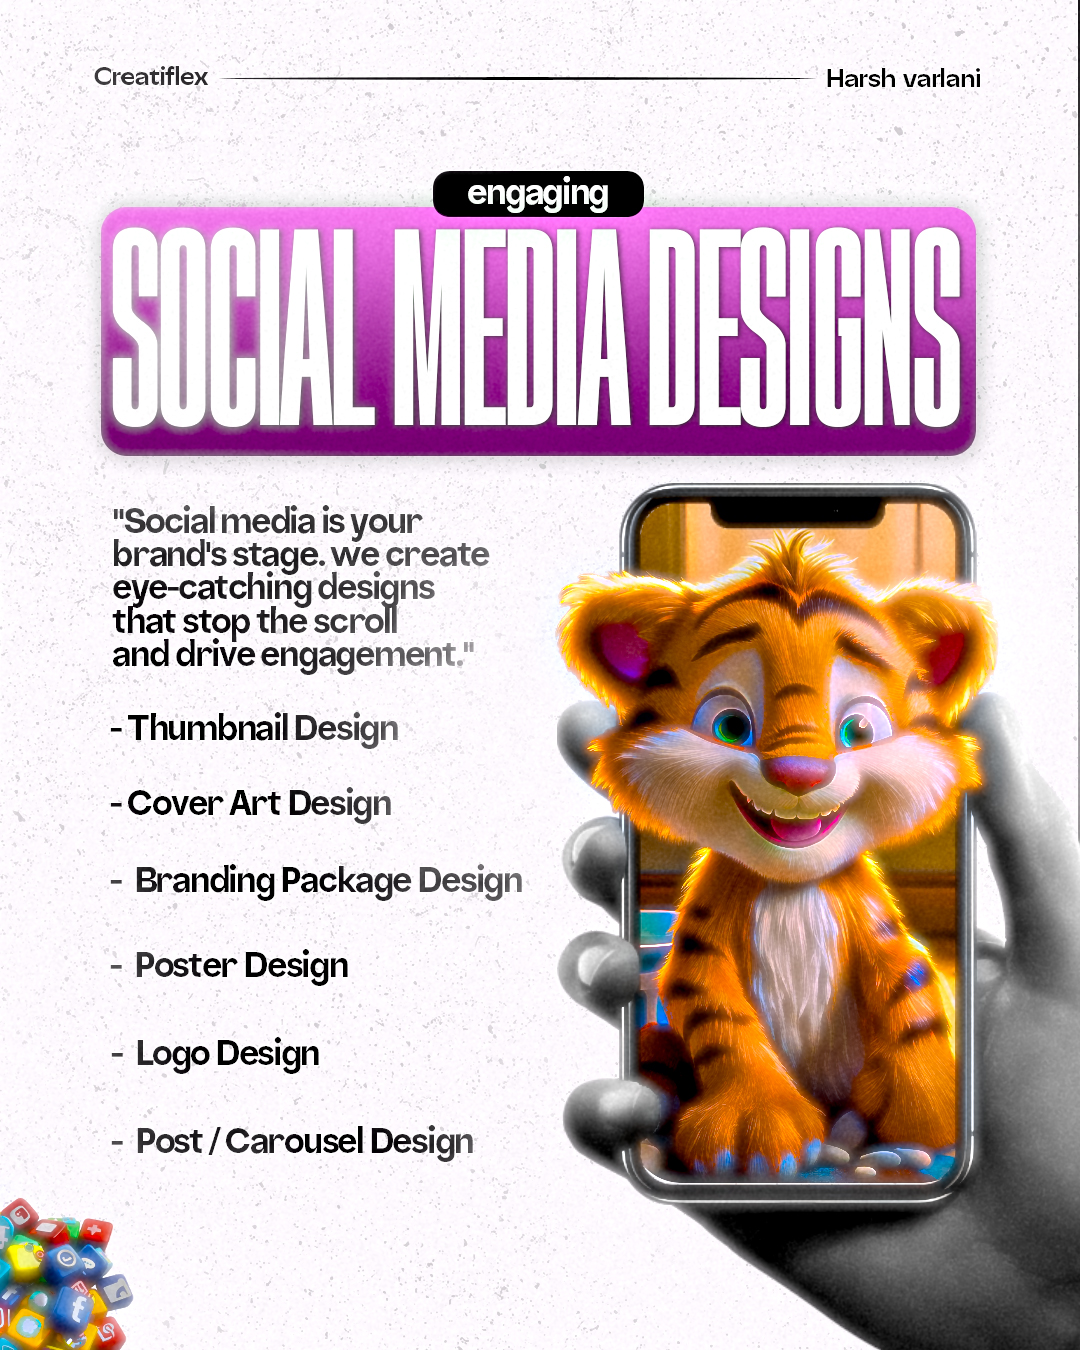 Creatiflex
Harsh varlani
engaging
SOCIAL MEDIA DESIGNS
"Social media is your
brand's stage. we create
eye-catching designs
that stop the scroll
and drive engagement."
- Thumbnail Design
- Cover Art Design
- Branding Package Design
- Poster Design
- Logo Design
- Post / Carousel Design